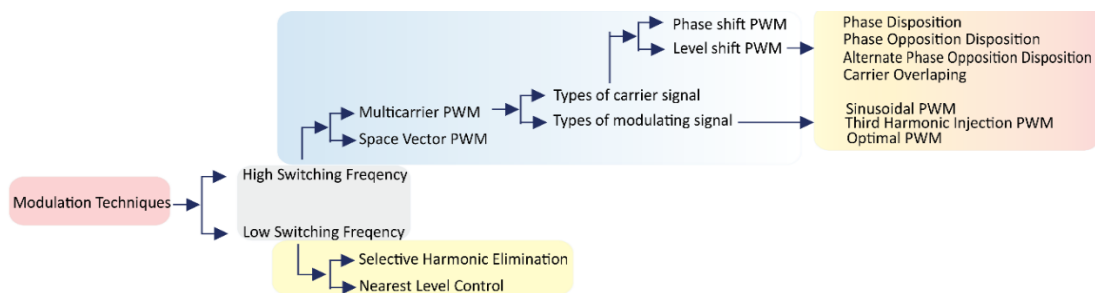 Phase shift PWM
Level shift PWM
Phase Disposition
Phase Opposition Disposition
Alternate Phase Opposition Disposition
Carrier Overlaping
Multicarrier PWM
Space Vector PWM
Types of carrier signal
Types of modulating signal
Sinusoidal PWM
Third Harmonic Injection PWM
Optimal PWM
High Switching Freqency
Modulation Techniques
Low Switching Freqency
Selective Harmonic Elimination
Nearest Level Control